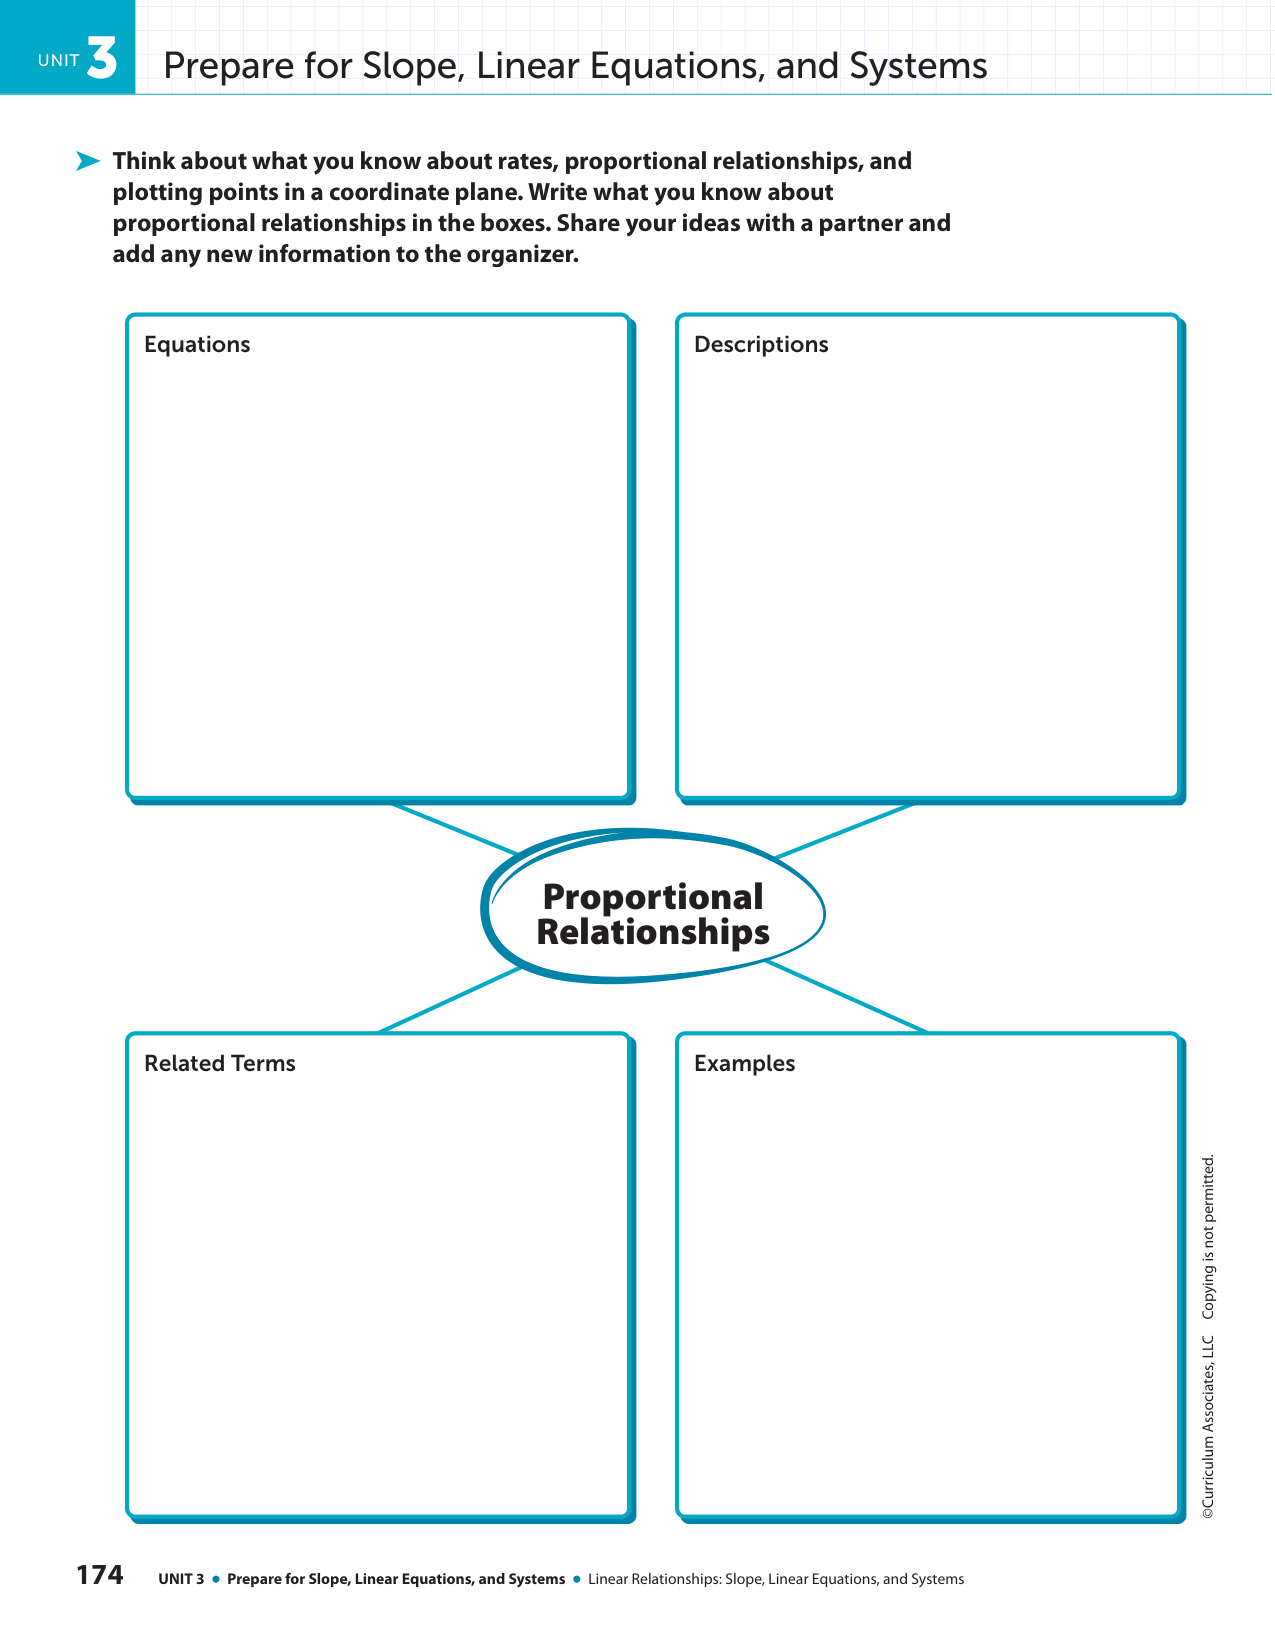 UNIT 3
Prepare for Slope, Linear Equations, and Systems
Think about what you know about rates, proportional relationships, and
plotting points in a coordinate plane. Write what you know about
proportional relationships in the boxes. Share your ideas with a partner and
add any new information to the organizer.
Equations
Descriptions
Proportional
Relationships
Related Terms
Examples
©Curriculum Associates, LLC Copying is not permitted.
174 UNIT 3 ● Prepare for Slope, Linear Equations, and Systems ● Linear Relationships: Slope, Linear Equations, and Systems